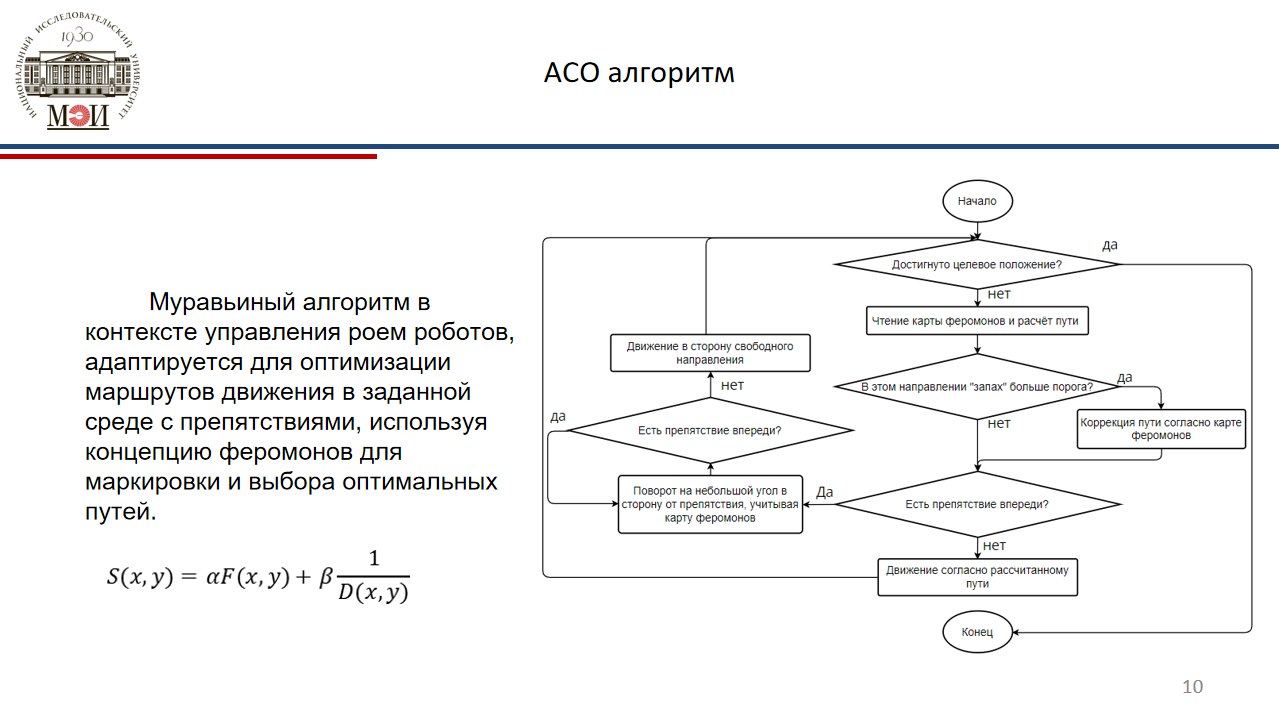 НАЦИОНАЛЬНЫЙ ИССЛЕДОВАТЕЛЬСКИЙ УНИВЕРСИТЕТ
1930
МЭИ
АСО алгоритм
Муравьиный алгоритм в
контексте управления роем роботов,
адаптируется для оптимизации
маршрутов движения в заданной
среде с препятствиями, используя
концепцию феромонов для
маркировки и выбора оптимальных
путей.
S(x, y) = αF(x, y) + β 1/D(x, y)
Начало
Достигнуто целевое положение?
да
нет
Чтение карты феромонов и расчёт пути
В этом направлении "запах" больше порога?
да
нет
Коррекция пути согласно карте
феромонов
Есть препятствие впереди?
Да
нет
Поворот на небольшой угол в
сторону от препятствия, учитывая
карту феромонов
Есть препятствие впереди?
да
нет
Движение в сторону свободного
направления
Движение согласно рассчитанному
пути
Конец
10